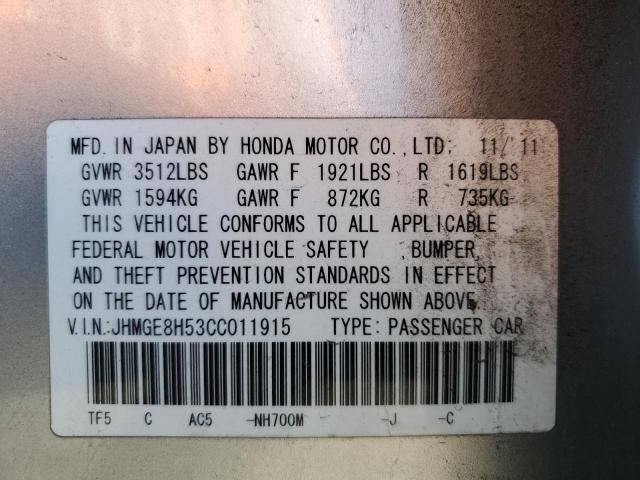 MFD. IN JAPAN BY HONDA MOTOR CO., LTD; 11/11
GVWR 3512LBS GAWR F 1921LBS R 1619LBS
GVWR 1594KG GAWR F 872KG R 735KG
THIS VEHICLE CONFORMS TO ALL APPLICABLE
FEDERAL MOTOR VEHICLE SAFETY , BUMPER,
AND THEFT PREVENTION STANDARDS IN EFFECT
ON THE DATE OF MANUFACTURE SHOWN ABOVE.
V.I.N.:JHMGE8H53CC011915 TYPE: PASSENGER CAR
TF5 C AC5 -NH700M -J -C